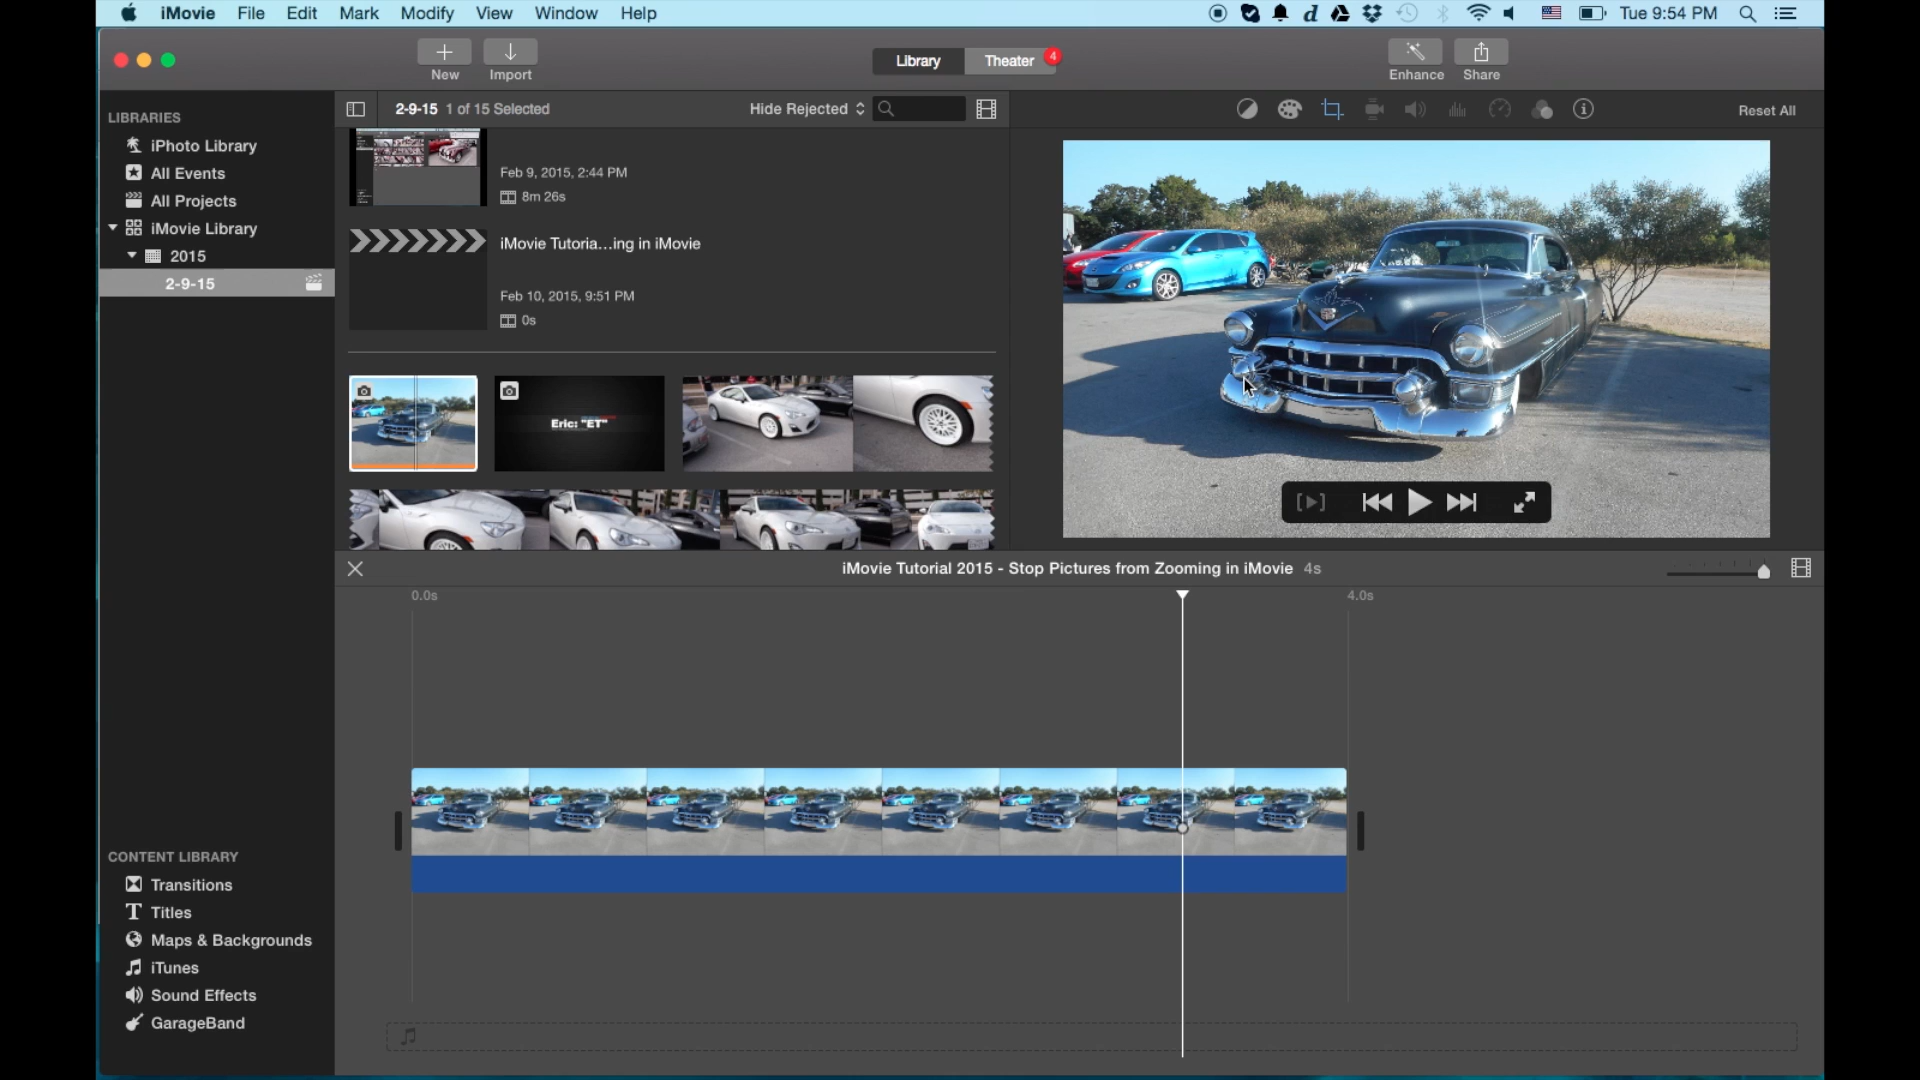 iMovie File Edit Mark Modify View Window Help
Tue 9:54 PM
New Import
Library Theater 4
Enhance Share
LIBRARIES
iPhoto Library
All Events
All Projects
iMovie Library
2015
2-9-15
2-9-15 1 of 15 Selected
Hide Rejected
Reset All
Feb 9, 2015, 2:44 PM
8m 26s
iMovie Tutoria...ing in iMovie
Feb 10, 2015, 9:51 PM
0s
Eric: "ET"
iMovie Tutorial 2015 - Stop Pictures from Zooming in iMovie 4s
0.0s 4.0s
CONTENT LIBRARY
Transitions
Titles
Maps & Backgrounds
iTunes
Sound Effects
GarageBand